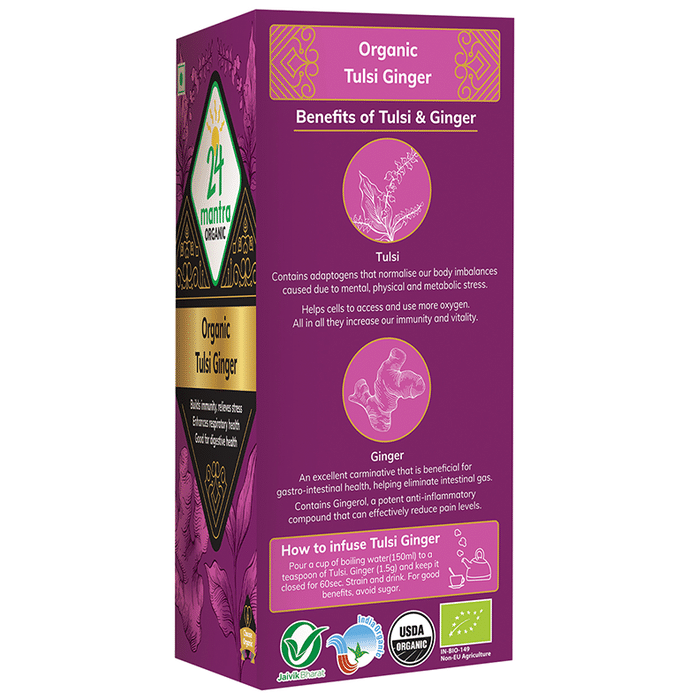 24
mantra
ORGANIC
Organic
Tulsi Ginger
Builds immunity, relieves stress
Enhances respiratory health
Good for digestive health
Organic
Tulsi Ginger
Benefits of Tulsi & Ginger
Tulsi
Contains adaptogens that normalise our body imbalances
caused due to mental, physical and metabolic stress.
Helps cells to access and use more oxygen.
All in all they increase our immunity and vitality.
Ginger
An excellent carminative that is beneficial for
gastro-intestinal health, helping eliminate intestinal gas.
Contains Gingerol, a potent anti-inflammatory
compound that can effectively reduce pain levels.
How to infuse Tulsi Ginger
Pour a cup of boiling water(150ml) to a
teaspoon of Tulsi. Ginger (1.5g) and keep it
closed for 60sec. Strain and drink. For good
benefits, avoid sugar.
JaivikBharat
India Organic
USDA
ORGANIC
IN-BIO-149
Non-EU Agriculture